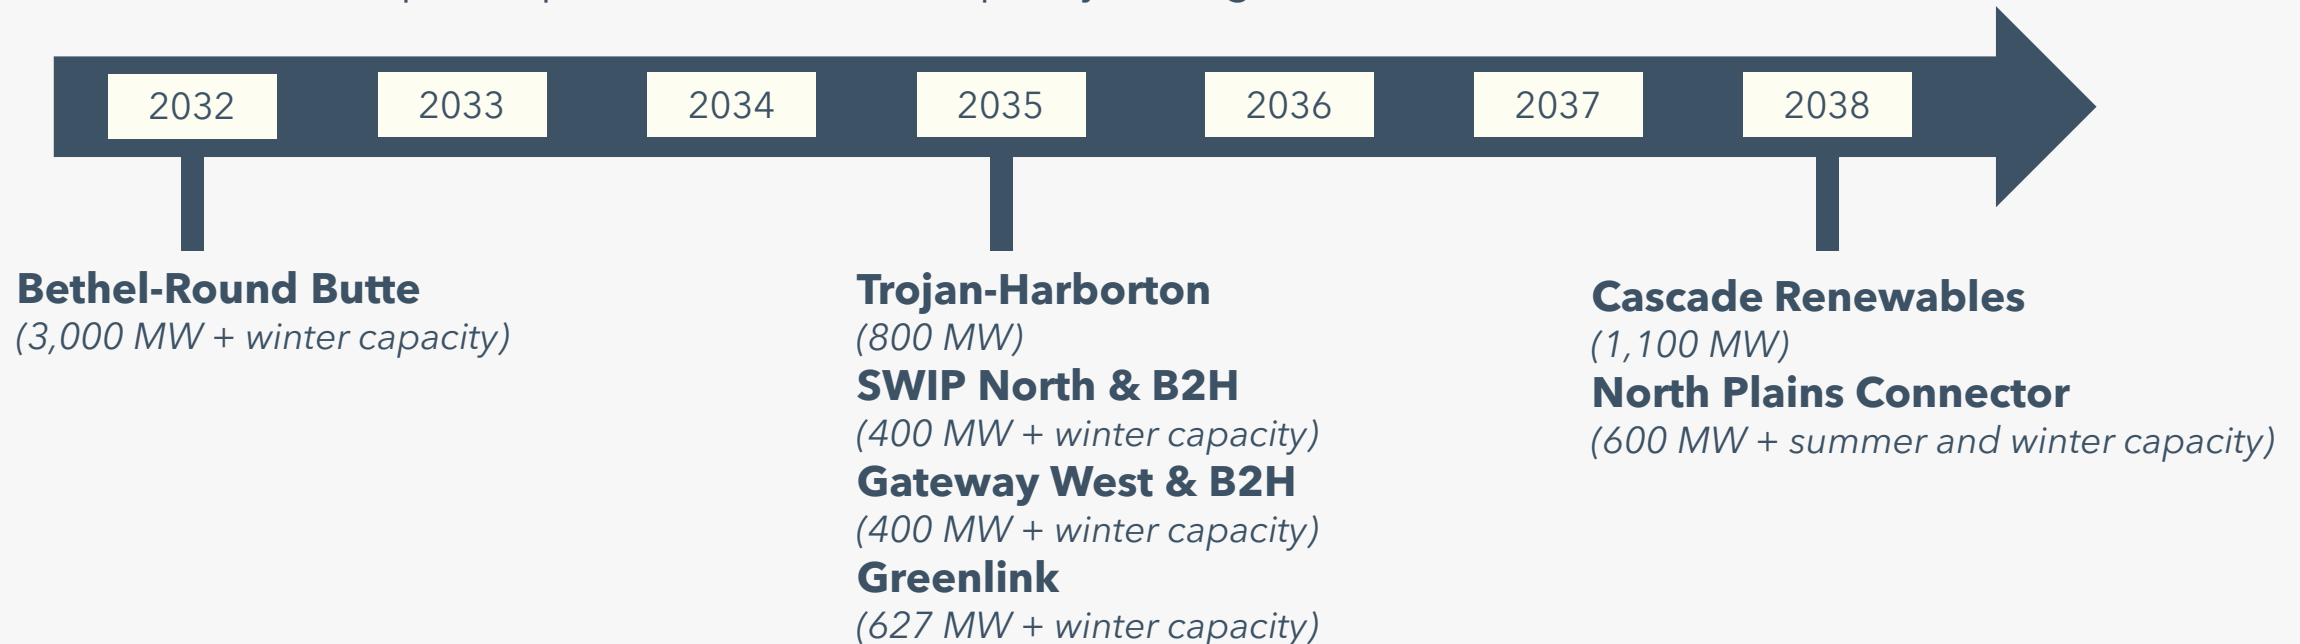 2032
2033
2034
2035
2036
2037
2038
Bethel-Round Butte
(3,000 MW + winter capacity)
Trojan-Harborton
(800 MW)
SWIP North & B2H
(400 MW + winter capacity)
Gateway West & B2H
(400 MW + winter capacity)
Greenlink
(627 MW + winter capacity)
Cascade Renewables
(1,100 MW)
North Plains Connector
(600 MW + summer and winter capacity)